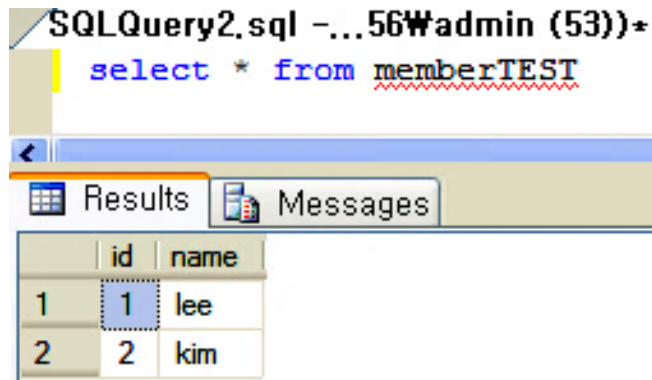 SQLQuery2.sql -...56₩admin (53))*
select * from memberTEST
Results Messages
id name
1 1 lee
2 2 kim